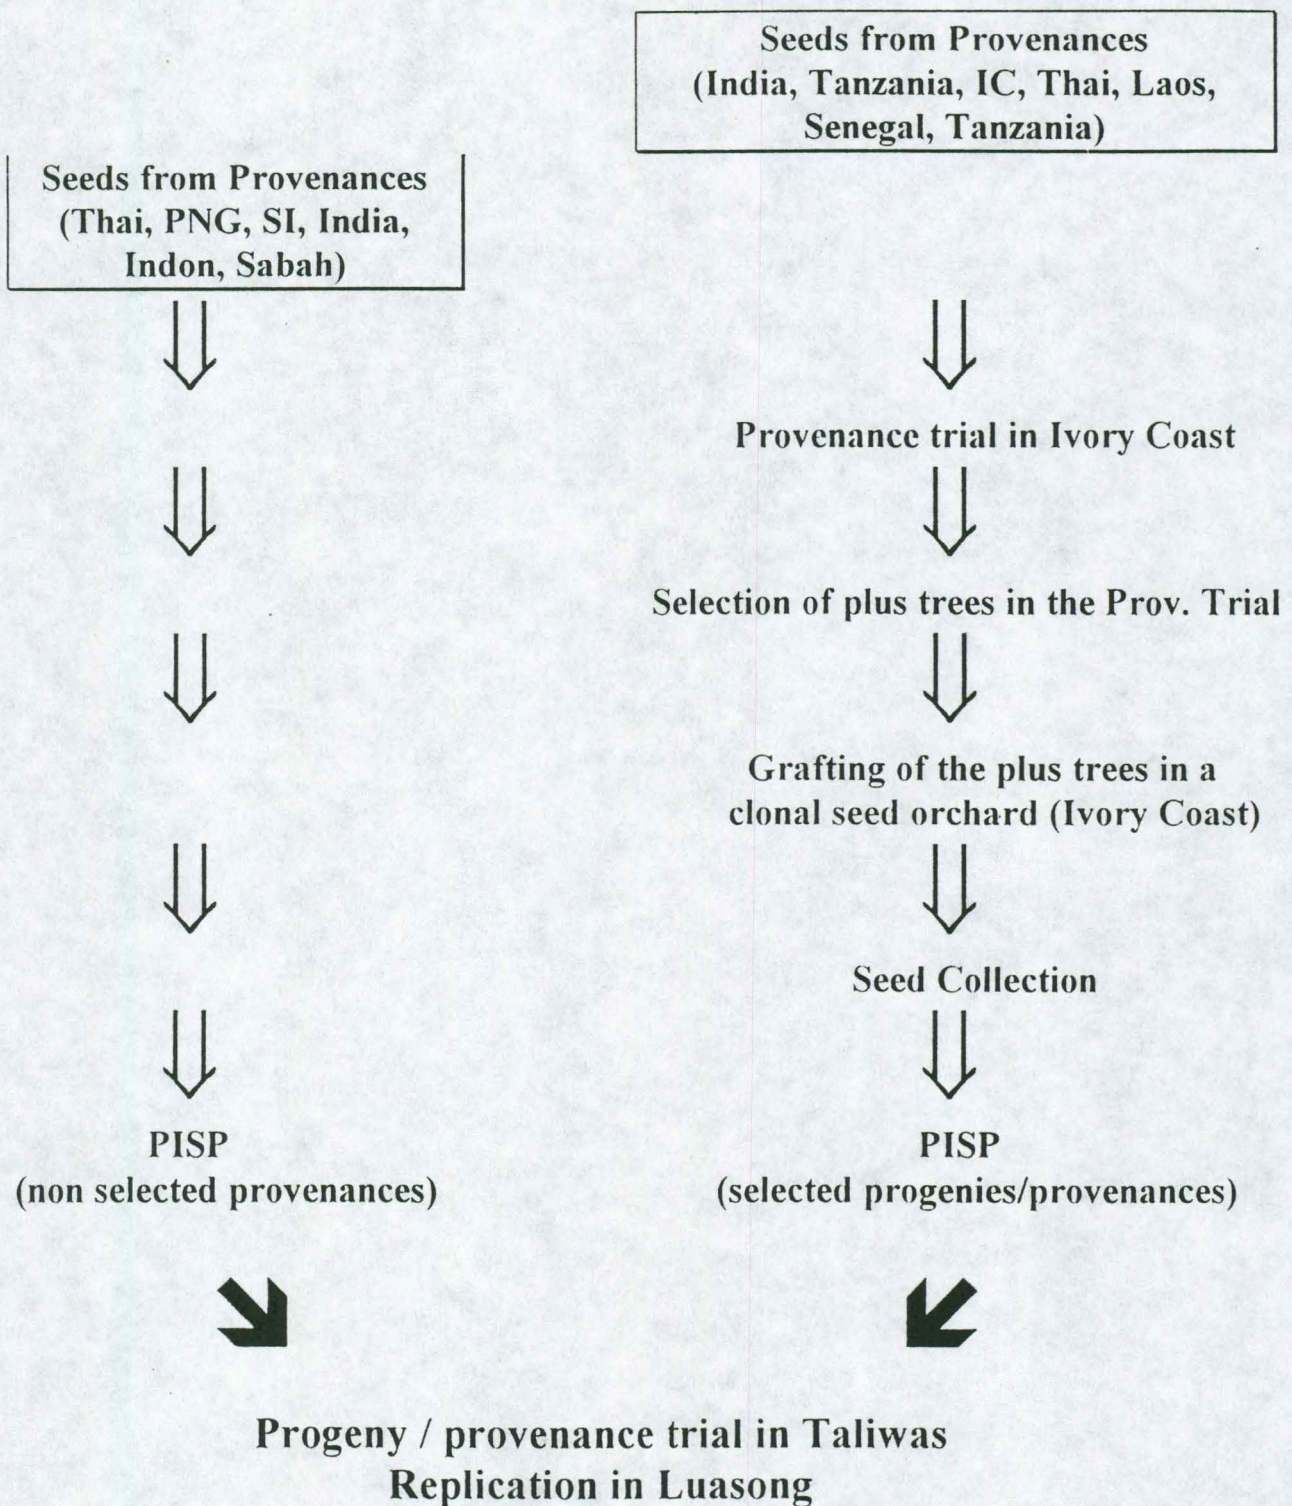 Seeds from Provenances
(India, Tanzania, IC, Thai, Laos,
Senegal, Tanzania)
Seeds from Provenances
(Thai, PNG, SI, India,
Indon, Sabah)
Provenance trial in Ivory Coast
Selection of plus trees in the Prov. Trial
Grafting of the plus trees in a
clonal seed orchard (Ivory Coast)
Seed Collection
PISP
(non selected provenances)
PISP
(selected progenies/provenances)
Progeny / provenance trial in Taliwas
Replication in Luasong